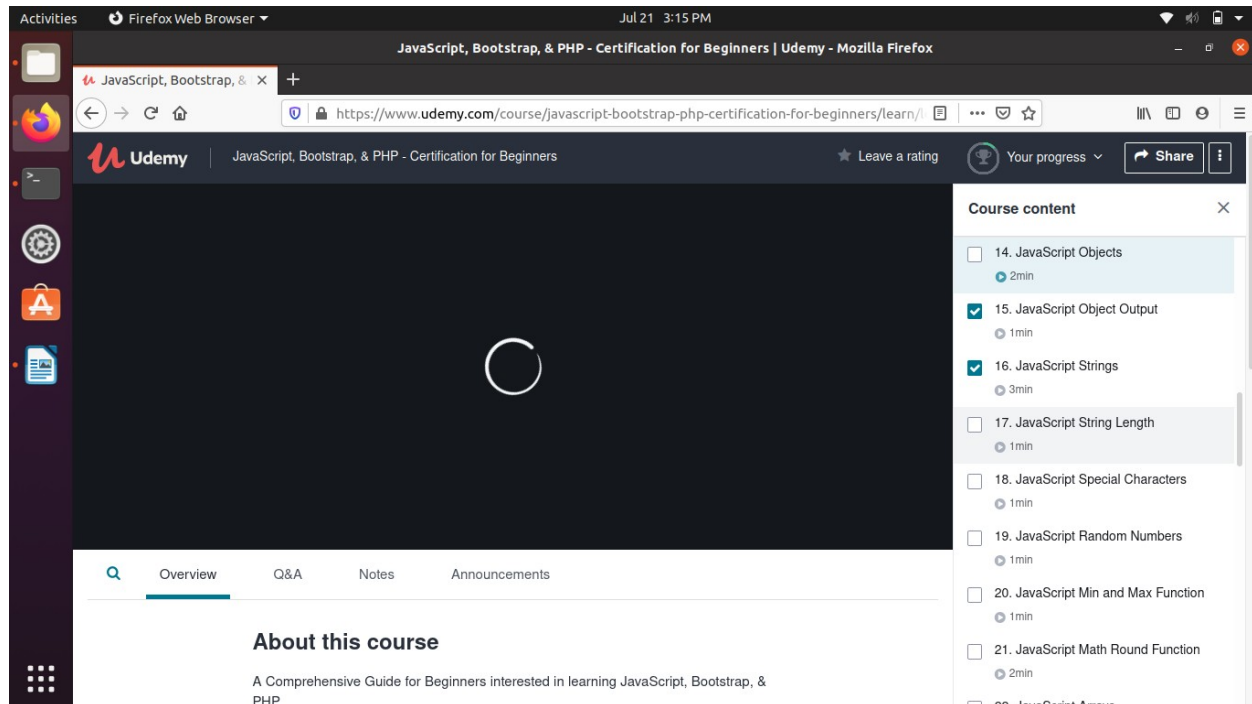 Activities Firefox Web Browser Jul 21 3:15 PM
JavaScript, Bootstrap, & PHP - Certification for Beginners | Udemy - Mozilla Firefox
JavaScript, Bootstrap, &
https://www.udemy.com/course/javascript-bootstrap-php-certification-for-beginners/learn/
Udemy JavaScript, Bootstrap, & PHP - Certification for Beginners Leave a rating Your progress Share
Course content
14. JavaScript Objects
2min
15. JavaScript Object Output
1min
16. JavaScript Strings
3min
17. JavaScript String Length
1min
18. JavaScript Special Characters
1min
19. JavaScript Random Numbers
1min
20. JavaScript Min and Max Function
1min
21. JavaScript Math Round Function
2min
Overview Q&A Notes Announcements
About this course
A Comprehensive Guide for Beginners interested in learning JavaScript, Bootstrap, &
PHP